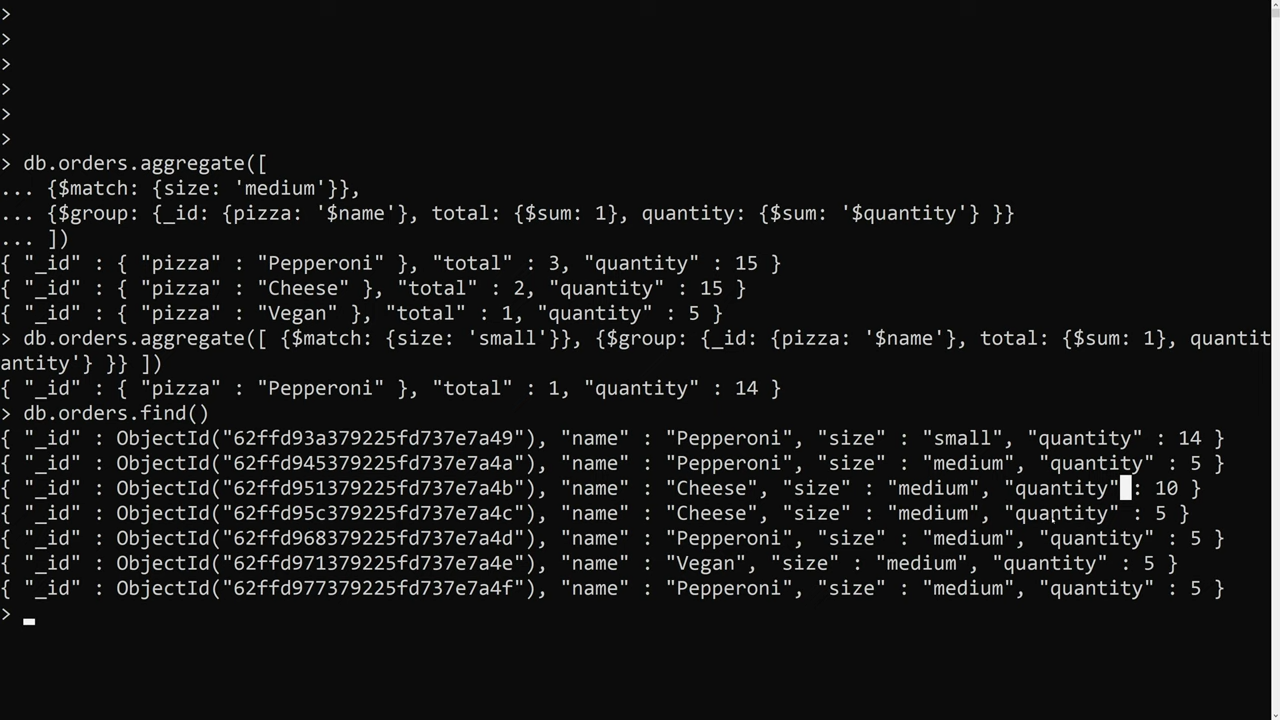 >
>
>
>
>
>
> db.orders.aggregate([
... {$match: {size: 'medium'}},
... {$group: {_id: {pizza: '$name'}, total: {$sum: 1}, quantity: {$sum: '$quantity'} }}
... ])
{ "_id" : { "pizza" : "Pepperoni" }, "total" : 3, "quantity" : 15 }
{ "_id" : { "pizza" : "Cheese" }, "total" : 2, "quantity" : 15 }
{ "_id" : { "pizza" : "Vegan" }, "total" : 1, "quantity" : 5 }
> db.orders.aggregate([ {$match: {size: 'small'}}, {$group: {_id: {pizza: '$name'}, total: {$sum: 1}, quantit
antity'} }} ])
{ "_id" : { "pizza" : "Pepperoni" }, "total" : 1, "quantity" : 14 }
> db.orders.find()
{ "_id" : ObjectId("62ffd93a379225fd737e7a49"), "name" : "Pepperoni", "size" : "small", "quantity" : 14 }
{ "_id" : ObjectId("62ffd945379225fd737e7a4a"), "name" : "Pepperoni", "size" : "medium", "quantity" : 5 }
{ "_id" : ObjectId("62ffd951379225fd737e7a4b"), "name" : "Cheese", "size" : "medium", "quantity" : 10 }
{ "_id" : ObjectId("62ffd95c379225fd737e7a4c"), "name" : "Cheese", "size" : "medium", "quantity" : 5 }
{ "_id" : ObjectId("62ffd968379225fd737e7a4d"), "name" : "Pepperoni", "size" : "medium", "quantity" : 5 }
{ "_id" : ObjectId("62ffd971379225fd737e7a4e"), "name" : "Vegan", "size" : "medium", "quantity" : 5 }
{ "_id" : ObjectId("62ffd977379225fd737e7a4f"), "name" : "Pepperoni", "size" : "medium", "quantity" : 5 }
>